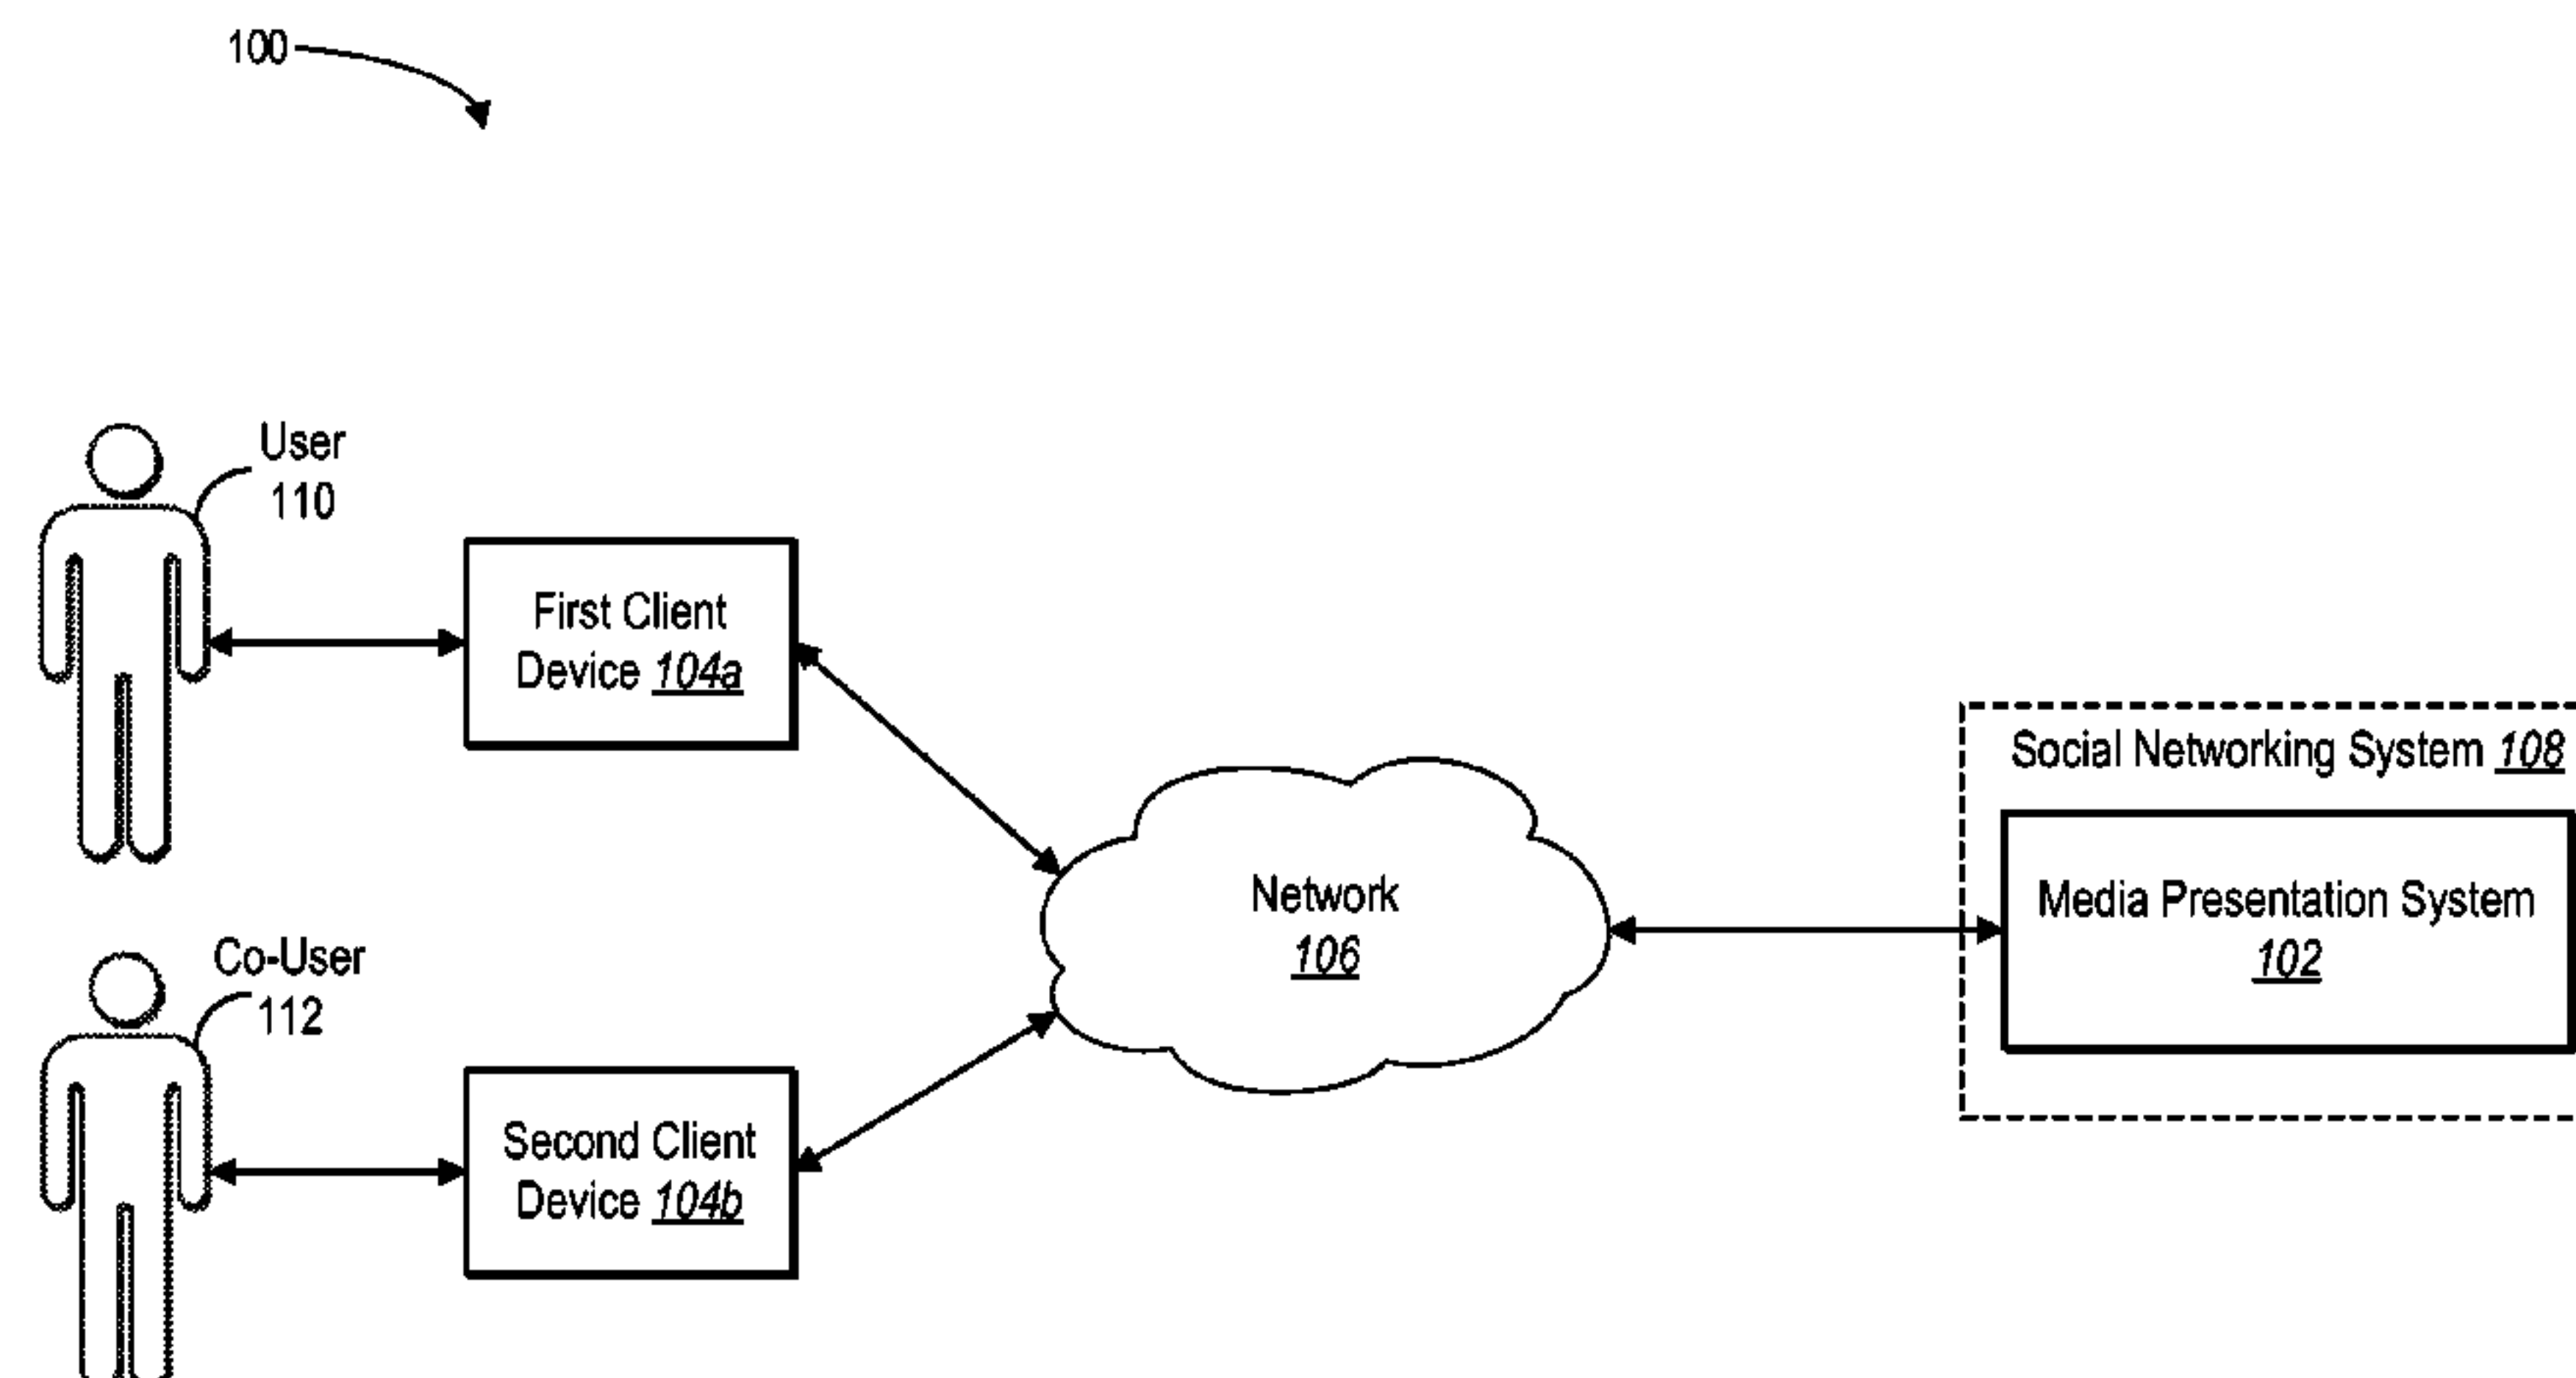 100
User
110
First Client
Device 104a
Social Networking System 108
Network
106
Media Presentation System
102
Co-User
112
Second Client
Device 104b